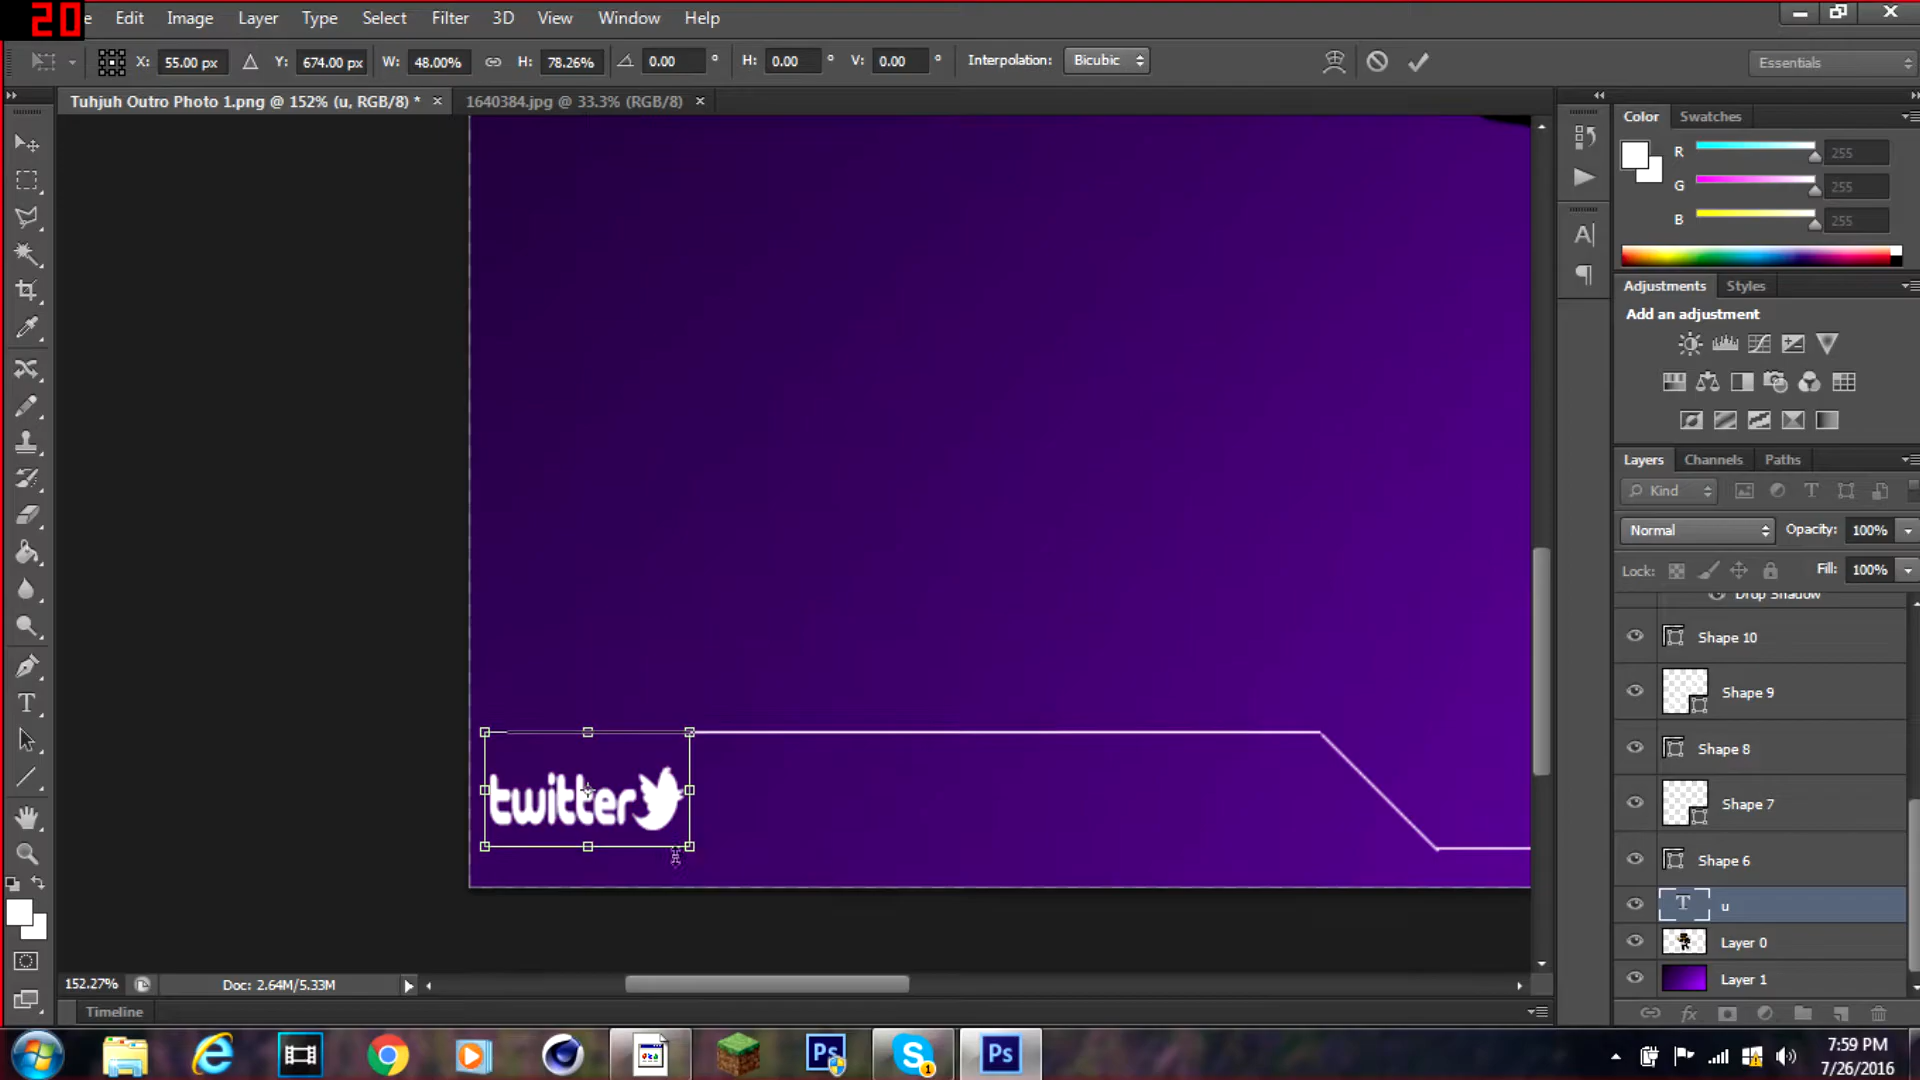 20
e Edit Image Layer Type Select Filter 3D View Window Help
X: 55.00 px Y: 674.00 px W: 48.00% H: 78.26% 0.00 ° H: 0.00 ° V: 0.00 ° Interpolation: Bicubic Essentials
Tuhjuh Outro Photo 1.png @ 152% (u, RGB/8) * × 1640384.jpg @ 33.3% (RGB/8) ×
Color Swatches
R 255
G 255
B 255
Adjustments Styles
Add an adjustment
Layers Channels Paths
Kind
Normal Opacity: 100%
Lock: Fill: 100%
Drop Shadow
Shape 10
Shape 9
Shape 8
Shape 7
Shape 6
u
Layer 0
Layer 1
twitter
152.27% Doc: 2.64M/5.33M
Timeline
7:59 PM
7/26/2016